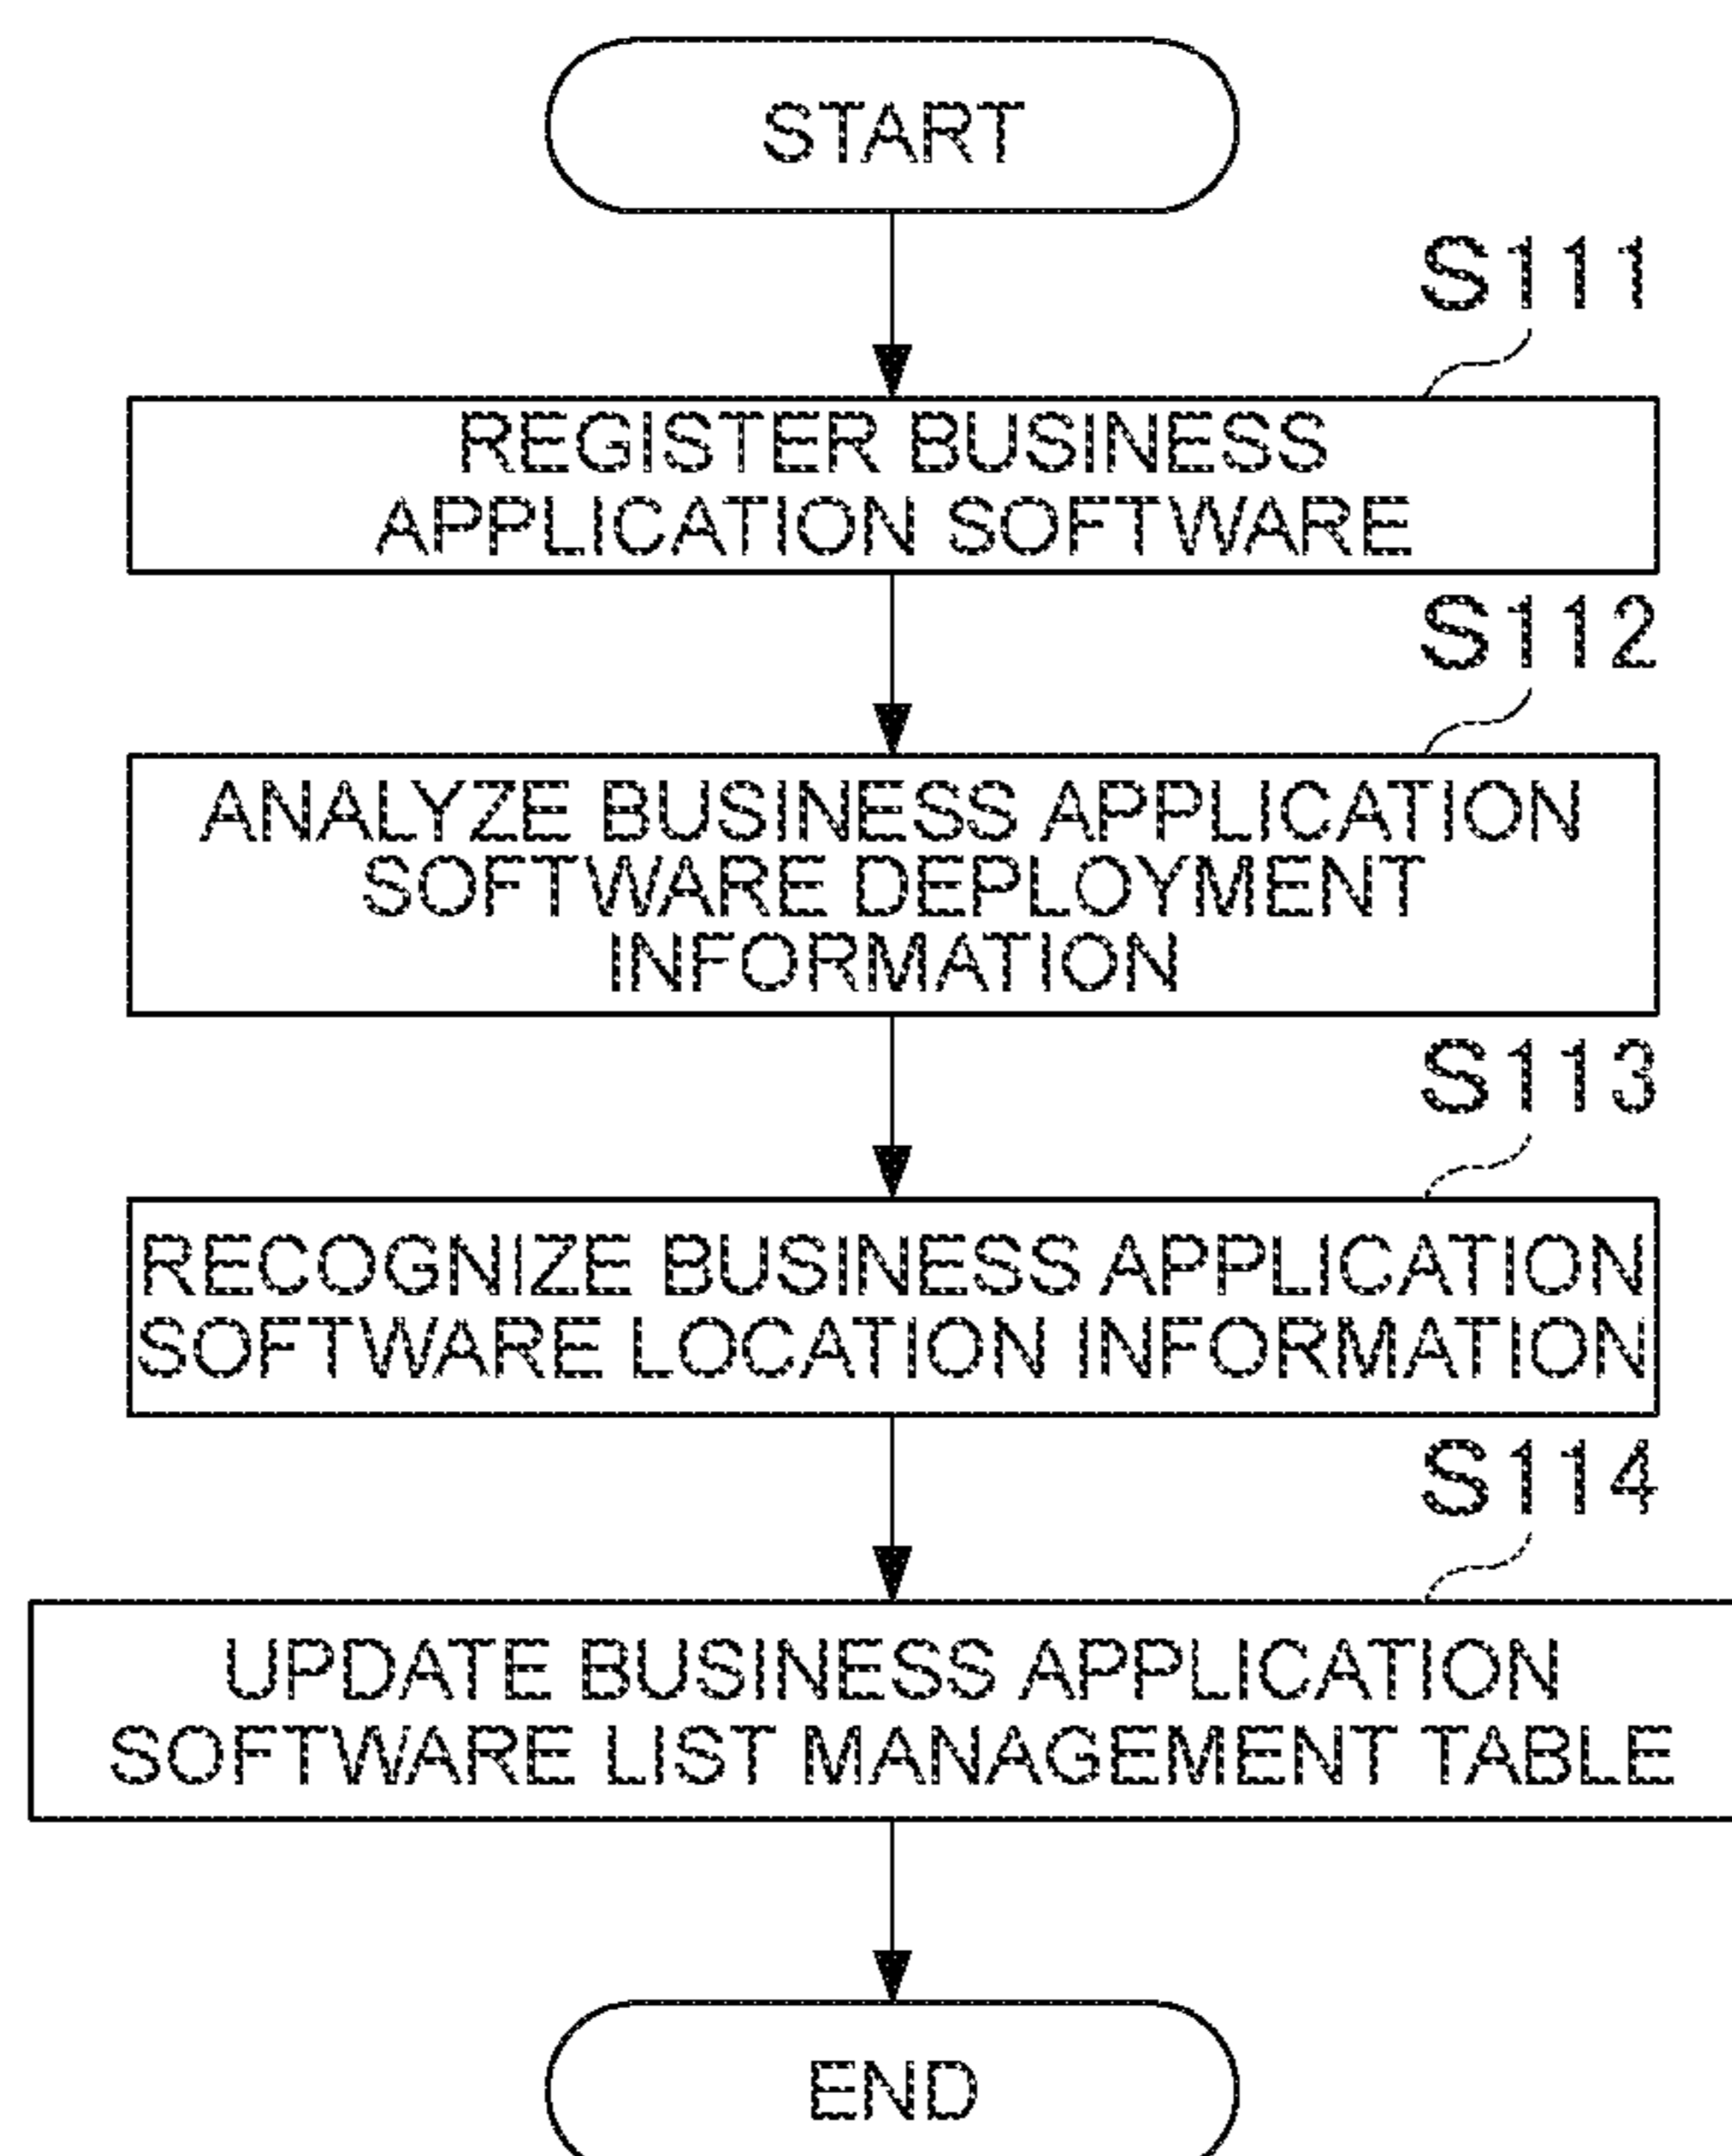 START
S111
REGISTER BUSINESS
APPLICATION SOFTWARE
S112
ANALYZE BUSINESS APPLICATION
SOFTWARE DEPLOYMENT
INFORMATION
S113
RECOGNIZE BUSINESS APPLICATION
SOFTWARE LOCATION INFORMATION
S114
UPDATE BUSINESS APPLICATION
SOFTWARE LIST MANAGEMENT TABLE
END